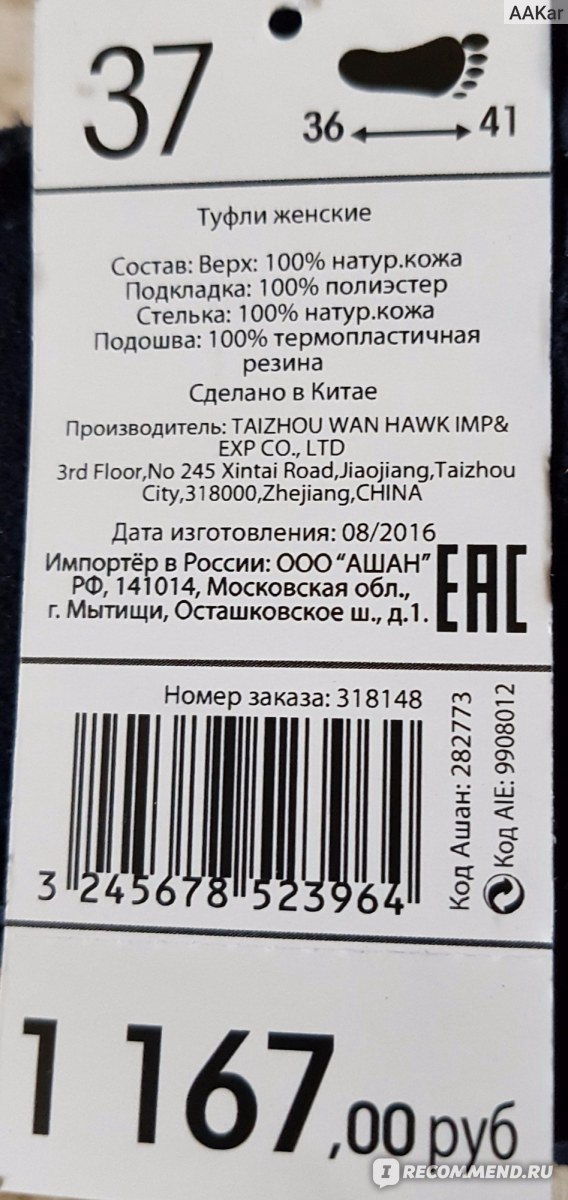 AAKar
37
36 41
Туфли женские
Состав: Верх: 100% натур.кожа
Подкладка: 100% полиэстер
Стелька: 100% натур.кожа
Подошва: 100% термопластичная
резина
Сделано в Китае
Производитель: TAIZHOU WAN HAWK IMP&
EXP CO., LTD
3rd Floor,No 245 Xintai Road,Jiaojiang,Taizhou
City,318000,Zhejiang,CHINA
Дата изготовления: 08/2016
Импортёр в России: ООО "АШАН"
РФ, 141014, Московская обл.,
г. Мытищи, Осташковское ш., д.1.
ЕАС
Номер заказа: 318148
3 245678 523964
Код Ашан: 282773
Код AIE: 9908012
1 167,00 руб
IRECOMMEND.RU